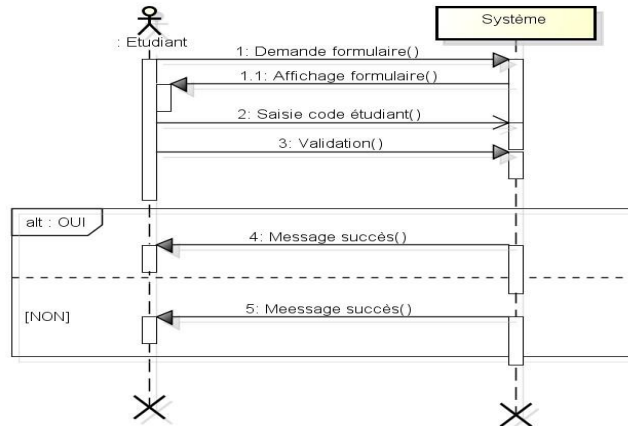 Système
: Etudiant
1: Demande formulaire()
1.1: Affichage formulaire()
2: Saisie code étudiant()
3: Validation()
alt : OUI
4: Message succès()
[NON]
5: Meessage succès()